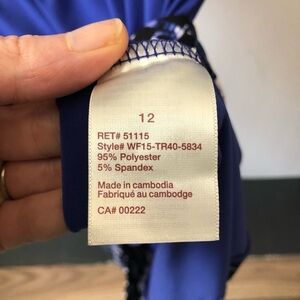 12
RET# 51115
Style# WF15-TR40-5834
95% Polyester
5% Spandex
Made in cambodia
Fabriqué au cambodge
CA# 00222